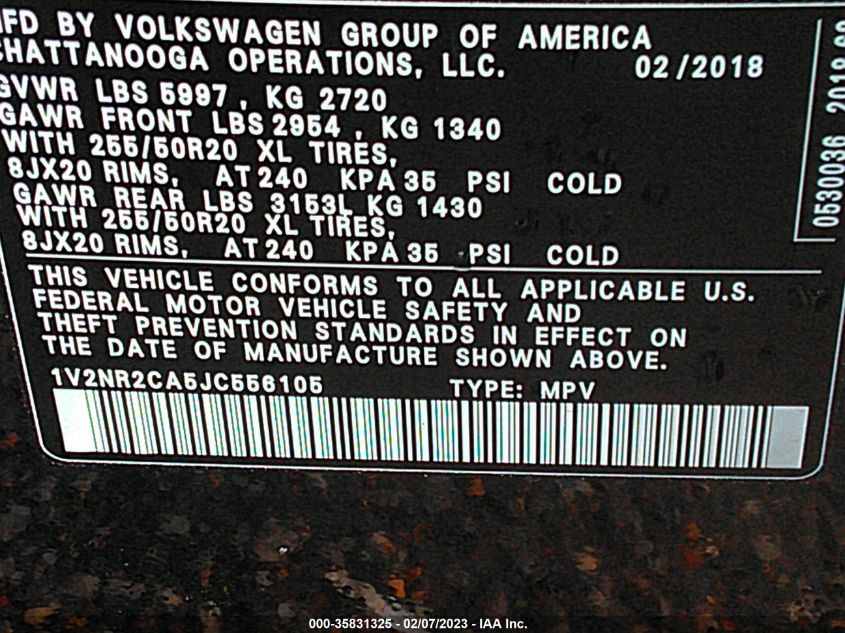 MFD BY VOLKSWAGEN GROUP OF AMERICA
CHATTANOOGA OPERATIONS, LLC. 02/2018
GVWR LBS 5997 , KG 2720
GAWR FRONT LBS 2954 , KG 1340
WITH 255/50R20 XL TIRES,
8JX20 RIMS, AT 240 KPA 35 PSI COLD
GAWR REAR LBS 3153L KG 1430
WITH 255/50R20 XL TIRES,
8JX20 RIMS, AT 240 KPA 35 PSI COLD
THIS VEHICLE CONFORMS TO ALL APPLICABLE U.S.
FEDERAL MOTOR VEHICLE SAFETY AND
THEFT PREVENTION STANDARDS IN EFFECT ON
THE DATE OF MANUFACTURE SHOWN ABOVE.
1V2NR2CA5JC556105 TYPE: MPV
0530036 2018
000-35831325 - 02/07/2023 - IAA Inc.